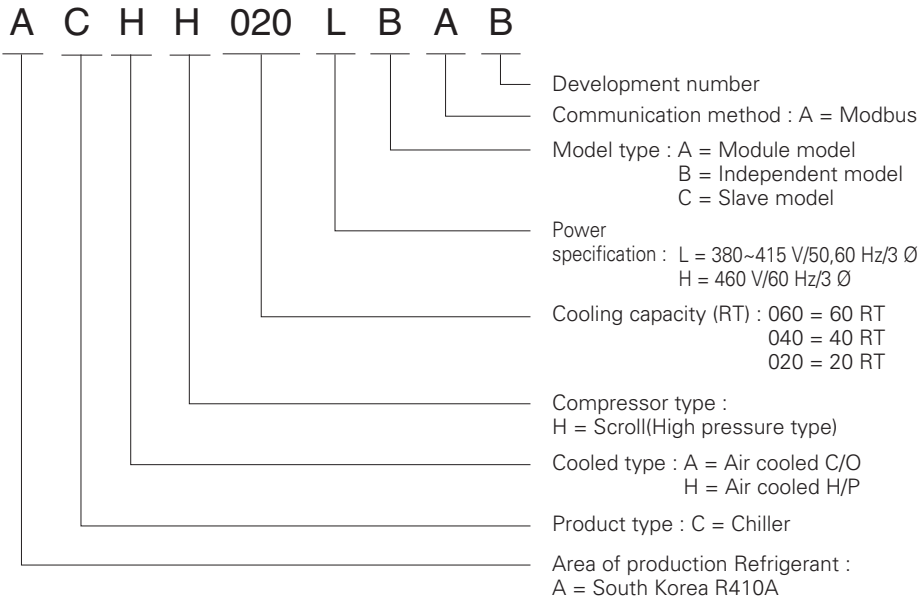 A C H H 020 L B A B
Development number
Communication method : A = Modbus
Model type : A = Module model
B = Independent model
C = Slave model
Power
specification : L = 380~415 V/50,60 Hz/3 Ø
H = 460 V/60 Hz/3 Ø
Cooling capacity (RT) : 060 = 60 RT
040 = 40 RT
020 = 20 RT
Compressor type :
H = Scroll(High pressure type)
Cooled type : A = Air cooled C/O
H = Air cooled H/P
Product type : C = Chiller
Area of production Refrigerant :
A = South Korea R410A